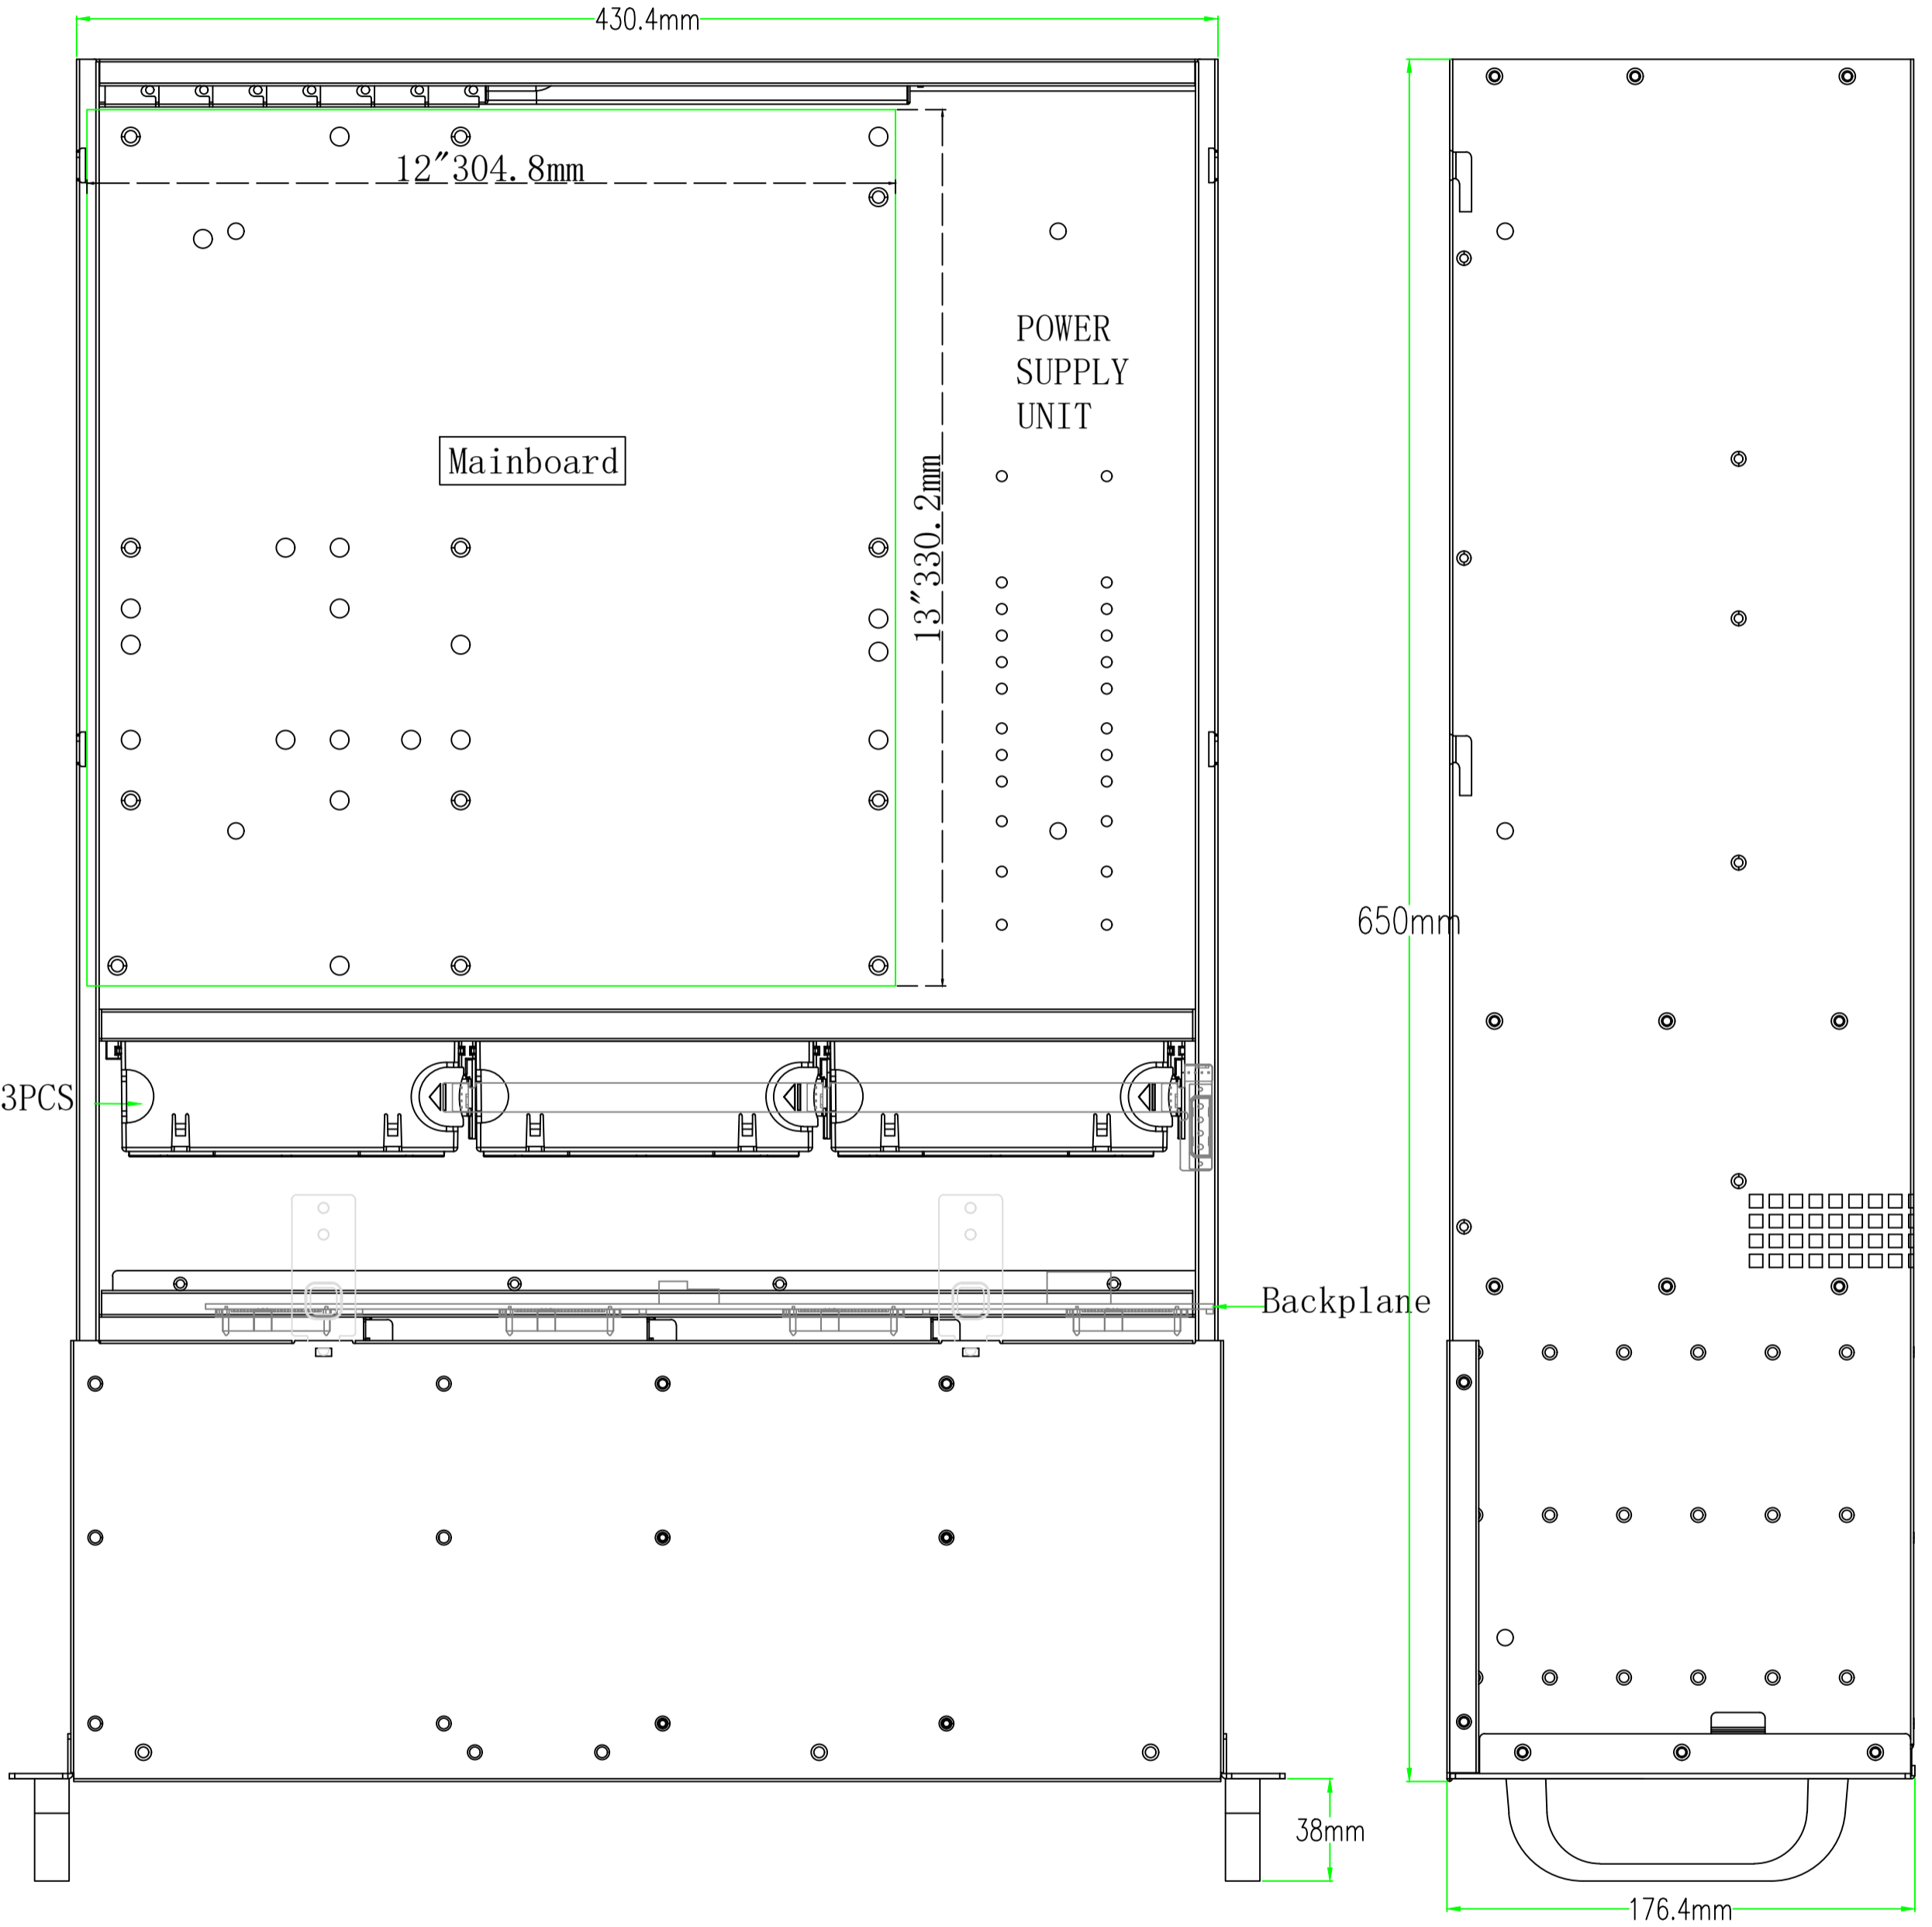 430.4mm
12″304.8mm
POWER
SUPPLY
UNIT
Mainboard
13″330.2mm
650mm
3PCS
Backplane
38mm
176.4mm